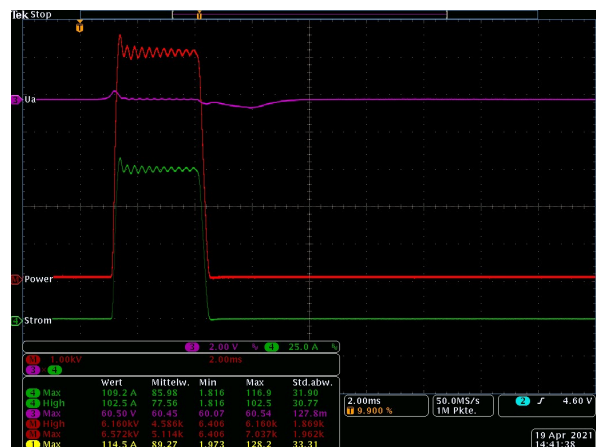 Tek Stop
T
T
3 Ua
M Power
4 Strom
3 2.00 V 4 25.0 A
M 1.00kV 2.00ms
3 × 4
Wert Mittelw. Min Max Std.abw.
4 Max 109.2 A 85.98 1.816 116.9 31.90
4 High 102.5 A 77.56 1.816 102.5 30.77
3 Max 60.50 V 60.45 60.07 60.54 127.8m
M High 6.160kV 4.586k 6.406 6.160k 1.869k
M Max 6.572kV 5.114k 6.406 7.037k 1.962k
1 Max 114.5 A 89.27 1.973 128.2 33.31
2.00ms 50.0MS/s 2 4.60 V
T 9.900 % 1M Pkte.
19 Apr 2021
14:41:38